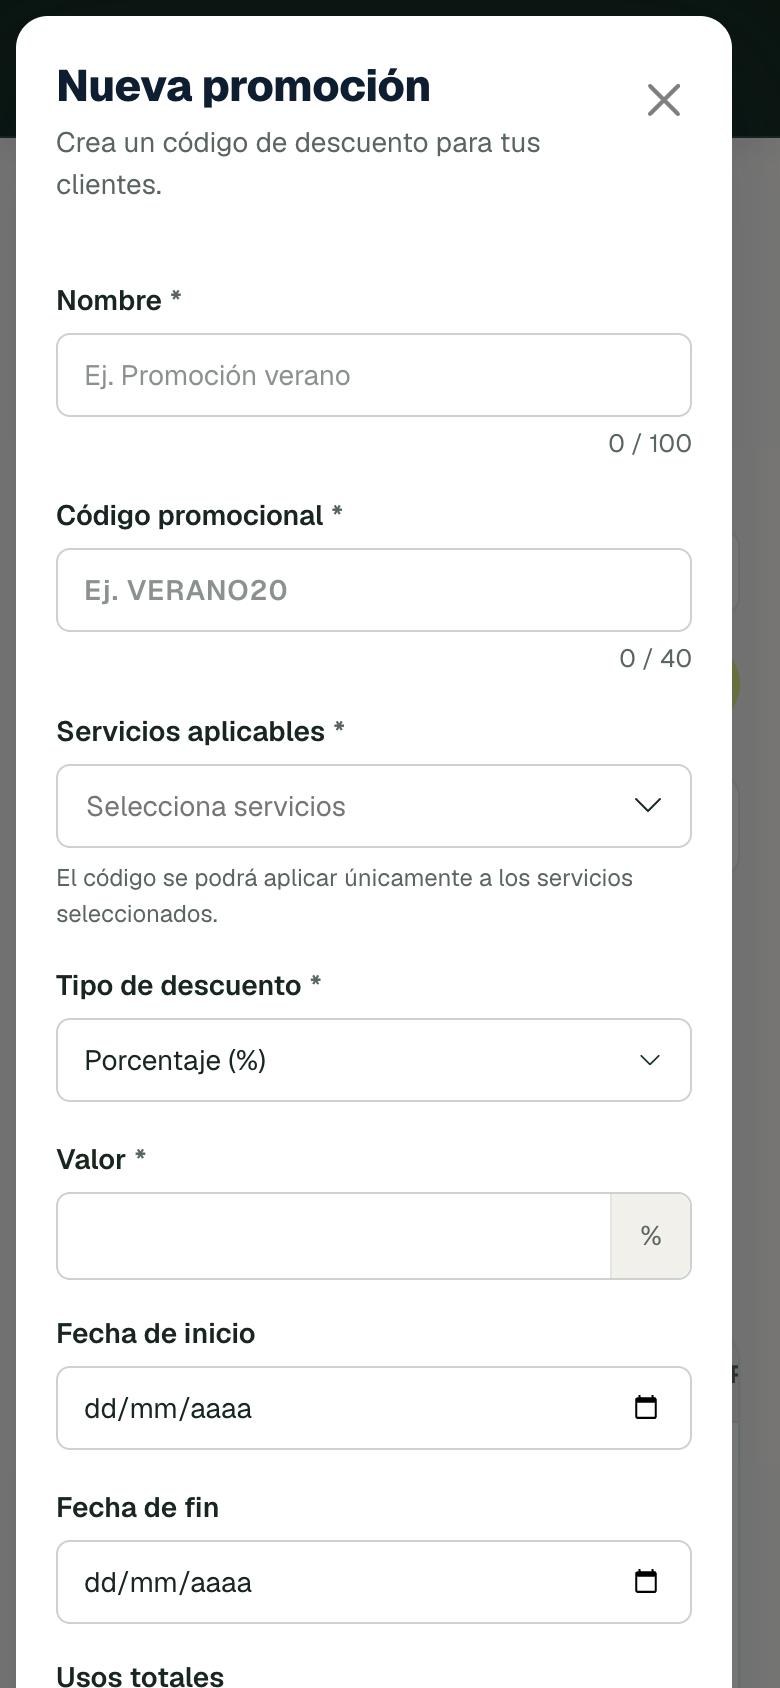 Nueva promoción
Crea un código de descuento para tus
clientes.
Nombre *
Ej. Promoción verano
0 / 100
Código promocional *
Ej. VERANO20
0 / 40
Servicios aplicables *
Selecciona servicios
El código se podrá aplicar únicamente a los servicios
seleccionados.
Tipo de descuento *
Porcentaje (%)
Valor *
%
Fecha de inicio
dd/mm/aaaa
Fecha de fin
dd/mm/aaaa
Usos totales